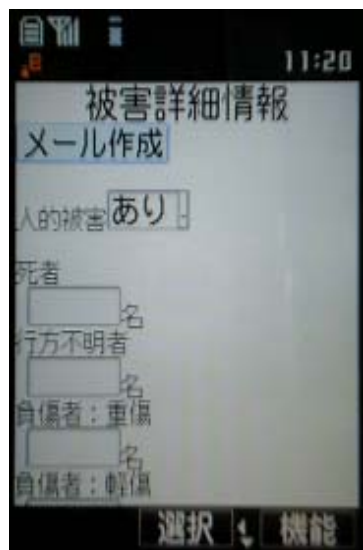 11:20
被害詳細情報
メール作成
人的被害 あり
死者
名
行方不明者
名
負傷者：重傷
名
負傷者：軽傷
選択 機能